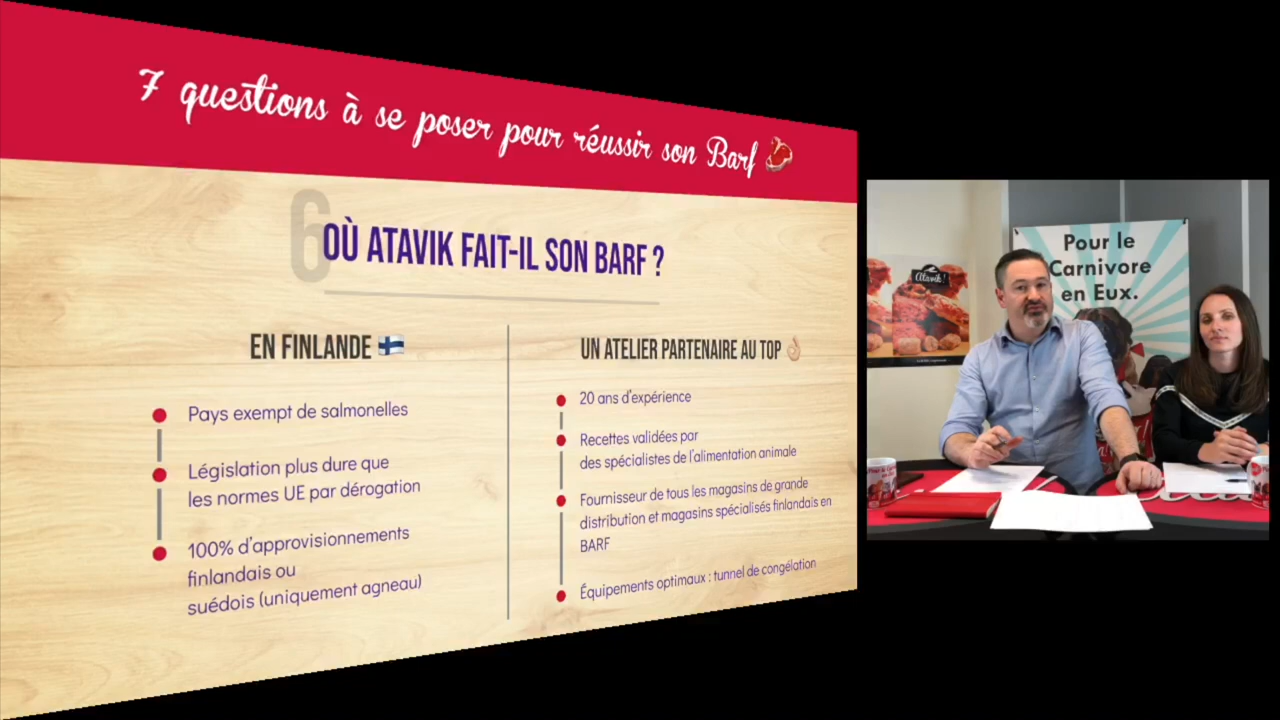 7 questions à se poser pour réussir son Barf
6
OÙ ATAVIK FAIT-IL SON BARF ?
EN FINLANDE
Pays exempt de salmonelles
Législation plus dure que
les normes UE par dérogation
100% d'approvisionnements
finlandais ou
suédois (uniquement agneau)
UN ATELIER PARTENAIRE AU TOP
20 ans d'expérience
Recettes validées par
des spécialistes de l'alimentation animale
Fournisseur de tous les magasins de grande
distribution et magasins spécialisés finlandais en
BARF
Équipements optimaux : tunnel de congélation
Atavik!
Pour le
Carnivore
en Eux.